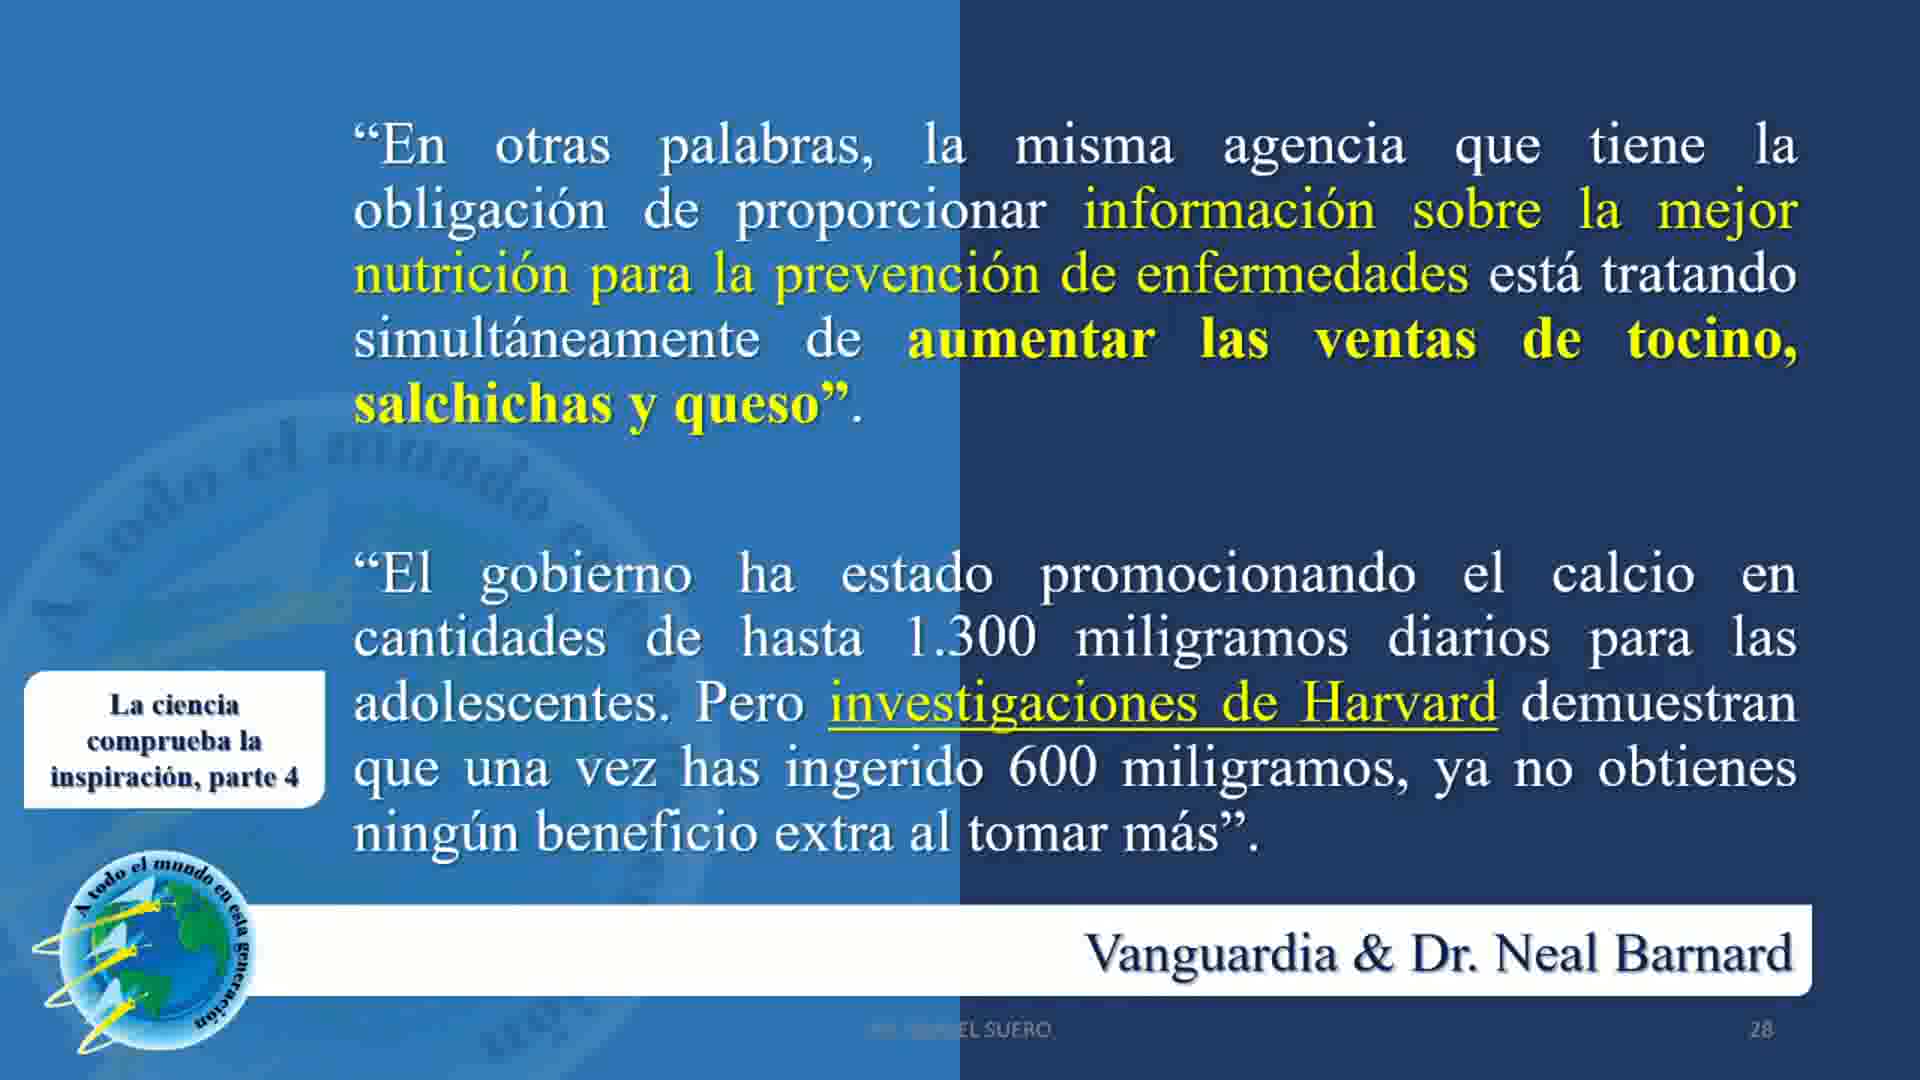 “En otras palabras, la misma agencia que tiene la
obligación de proporcionar información sobre la mejor
nutrición para la prevención de enfermedades está tratando
simultáneamente de aumentar las ventas de tocino,
salchichas y queso”.
“El gobierno ha estado promocionando el calcio en
cantidades de hasta 1.300 miligramos diarios para las
adolescentes. Pero investigaciones de Harvard demuestran
que una vez has ingerido 600 miligramos, ya no obtienes
ningún beneficio extra al tomar más”.
La ciencia
comprueba la
inspiración, parte 4
A todo el mundo en esta generación
Vanguardia & Dr. Neal Barnard
SUERO
28